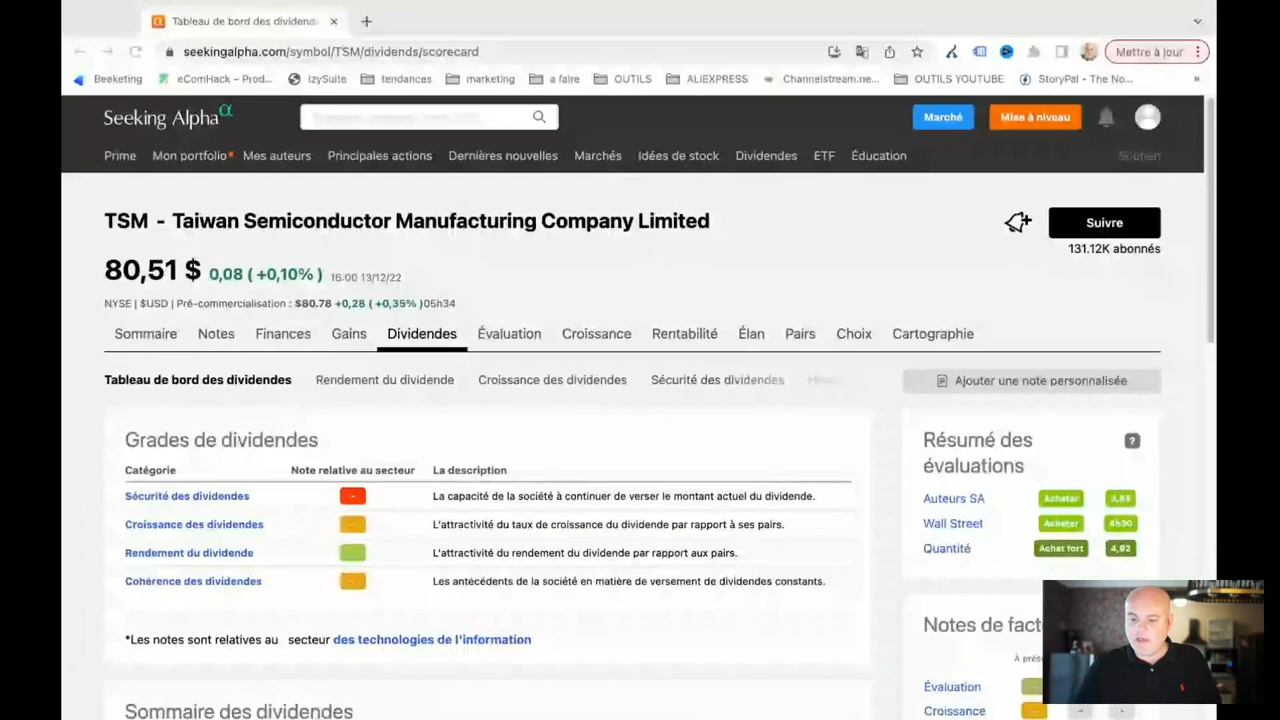 Tableau de bord des dividend
seekingalpha.com/symbol/TSM/dividends/scorecard
Mettre à jour
Beeketing
eComHack – Prod...
izySuite
tendances
marketing
a faire
OUTILS
ALIEXPRESS
Channelstream.ne...
OUTILS YOUTUBE
StoryPal - The No...
»
Seeking Alpha α
Marché
Mise à niveau
Prime
Mon portfolio
Mes auteurs
Principales actions
Dernières nouvelles
Marchés
Idées de stock
Dividendes
ETF
Éducation
Soutien
TSM - Taiwan Semiconductor Manufacturing Company Limited
Suivre
131.12K abonnés
80,51 $ 0,08 ( +0,10% ) 16:00 13/12/22
NYSE | $USD | Pré-commercialisation : $80.78 +0,28 ( +0,35% )05h34
Sommaire
Notes
Finances
Gains
Dividendes
Évaluation
Croissance
Rentabilité
Élan
Pairs
Choix
Cartographie
Tableau de bord des dividendes
Rendement du dividende
Croissance des dividendes
Sécurité des dividendes
Ajouter une note personnalisée
Grades de dividendes
Catégorie
Note relative au secteur
La description
Sécurité des dividendes
-
La capacité de la société à continuer de verser le montant actuel du dividende.
Croissance des dividendes
-
L'attractivité du taux de croissance du dividende par rapport à ses pairs.
Rendement du dividende
L'attractivité du rendement du dividende par rapport aux pairs.
Cohérence des dividendes
-
Les antécédents de la société en matière de versement de dividendes constants.
*Les notes sont relatives au secteur des technologies de l'information
Sommaire des dividendes
Résumé des
évaluations
?
Auteurs SA
Acheter
Wall Street
Acheter
4h30
Quantité
Achat fort
4,92
Notes de fact
À prés
Évaluation
Croissance